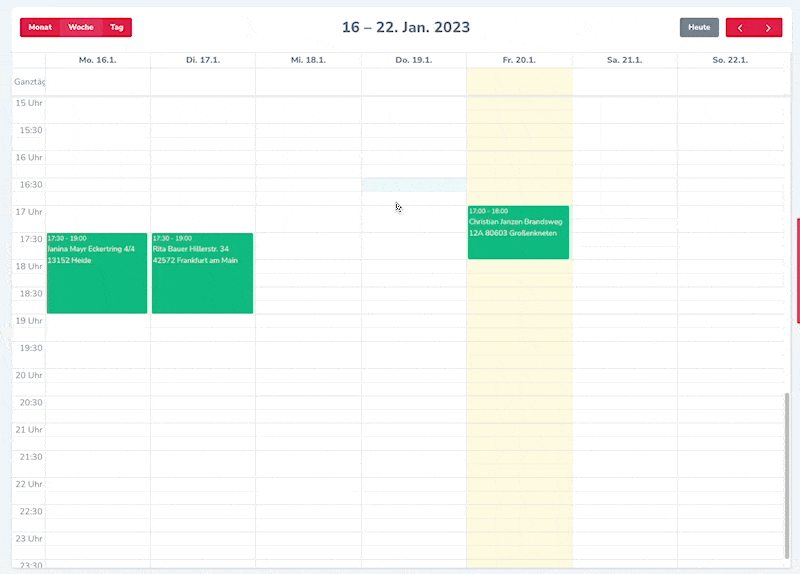 Monat Woche Tag
16 – 22. Jan. 2023
Heute
Mo. 16.1. Di. 17.1. Mi. 18.1. Do. 19.1. Fr. 20.1. Sa. 21.1. So. 22.1.
Ganztäg
15 Uhr
15:30
16 Uhr
16:30
17 Uhr
17:00 - 18:00
Christian Janzen Brandsweg
12A 80603 Großenkneten
17:30
17:30 - 19:00
Janina Mayr Eckertring 4/4
13152 Heide
17:30 - 19:00
Rita Bauer Hillerstr. 34
42572 Frankfurt am Main
18 Uhr
18:30
19 Uhr
19:30
20 Uhr
20:30
21 Uhr
21:30
22 Uhr
22:30
23 Uhr
23:30